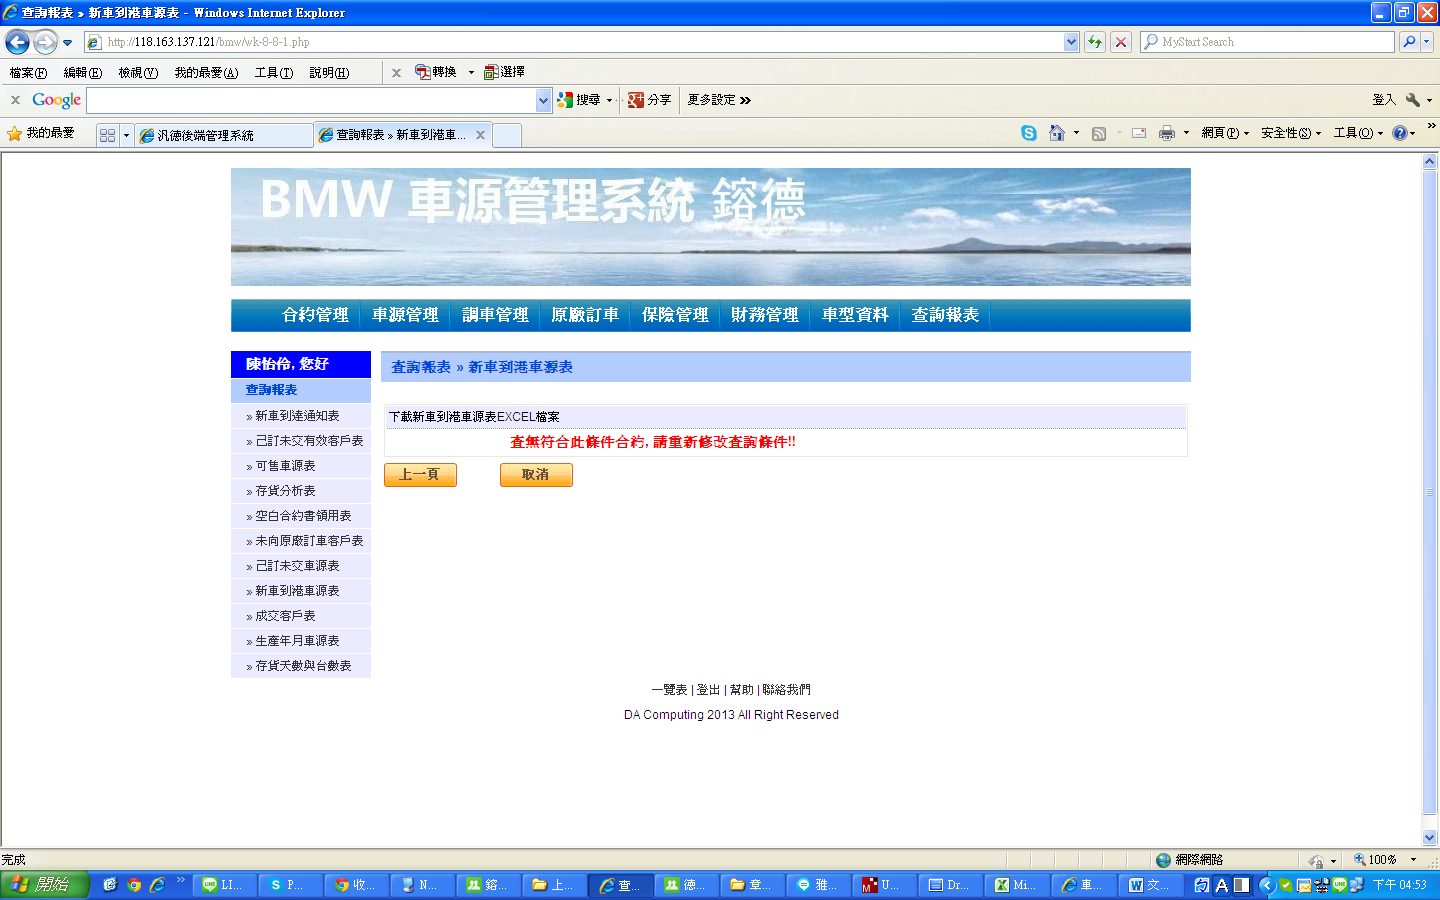 查詢報表 » 新車到港車源表 - Windows Internet Explorer
http://118.163.137.121/bmw/wk-8-8-1.php
MyStart Search
檔案(F) 編輯(E) 檢視(V) 我的最愛(A) 工具(T) 說明(H) x 轉換 選擇
x Google 搜尋 分享 更多設定 » 登入
我的最愛 汎德後端管理系統 查詢報表 » 新車到港車... 網頁(P) 安全性(S) 工具(O) »
BMW 車源管理系統 鎔德
合約管理 車源管理 調車管理 原廠訂車 保險管理 財務管理 車型資料 查詢報表
陳怡伶, 您好
查詢報表
» 新車到達通知表
» 己訂未交有效客戶表
» 可售車源表
» 存貨分析表
» 空白合約書領用表
» 未向原廠訂車客戶表
» 己訂未交車源表
» 新車到港車源表
» 成交客戶表
» 生產年月車源表
» 存貨天數與台數表
查詢報表 » 新車到港車源表
下載新車到港車源表EXCEL檔案
查無符合此條件合約, 請重新修改查詢條件!!
上一頁 取消
一覽表 | 登出 | 幫助 | 聯絡我們
DA Computing 2013 All Right Reserved
完成 網際網路 100%
開始 » LI... P... 收... N... 鎔... 上... 查... 德... 章... 雅... U... Dr... Mi... 車... 文... A 下午 04:53